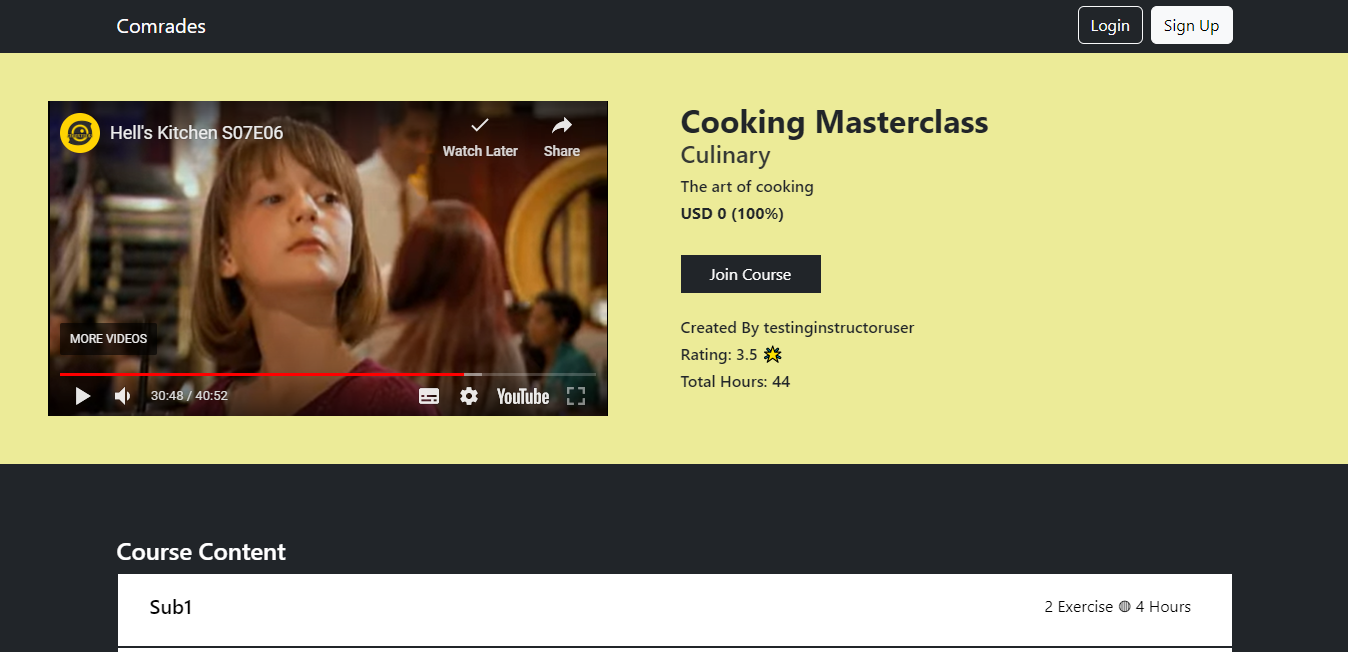 Comrades
Login
Sign Up
Hell's Kitchen S07E06
Watch Later
Share
MORE VIDEOS
30:48 / 40:52
YouTube
Cooking Masterclass
Culinary
The art of cooking
USD 0 (100%)
Join Course
Created By testinginstructoruser
Rating: 3.5 🌟
Total Hours: 44
Course Content
Sub1
2 Exercise ◍ 4 Hours